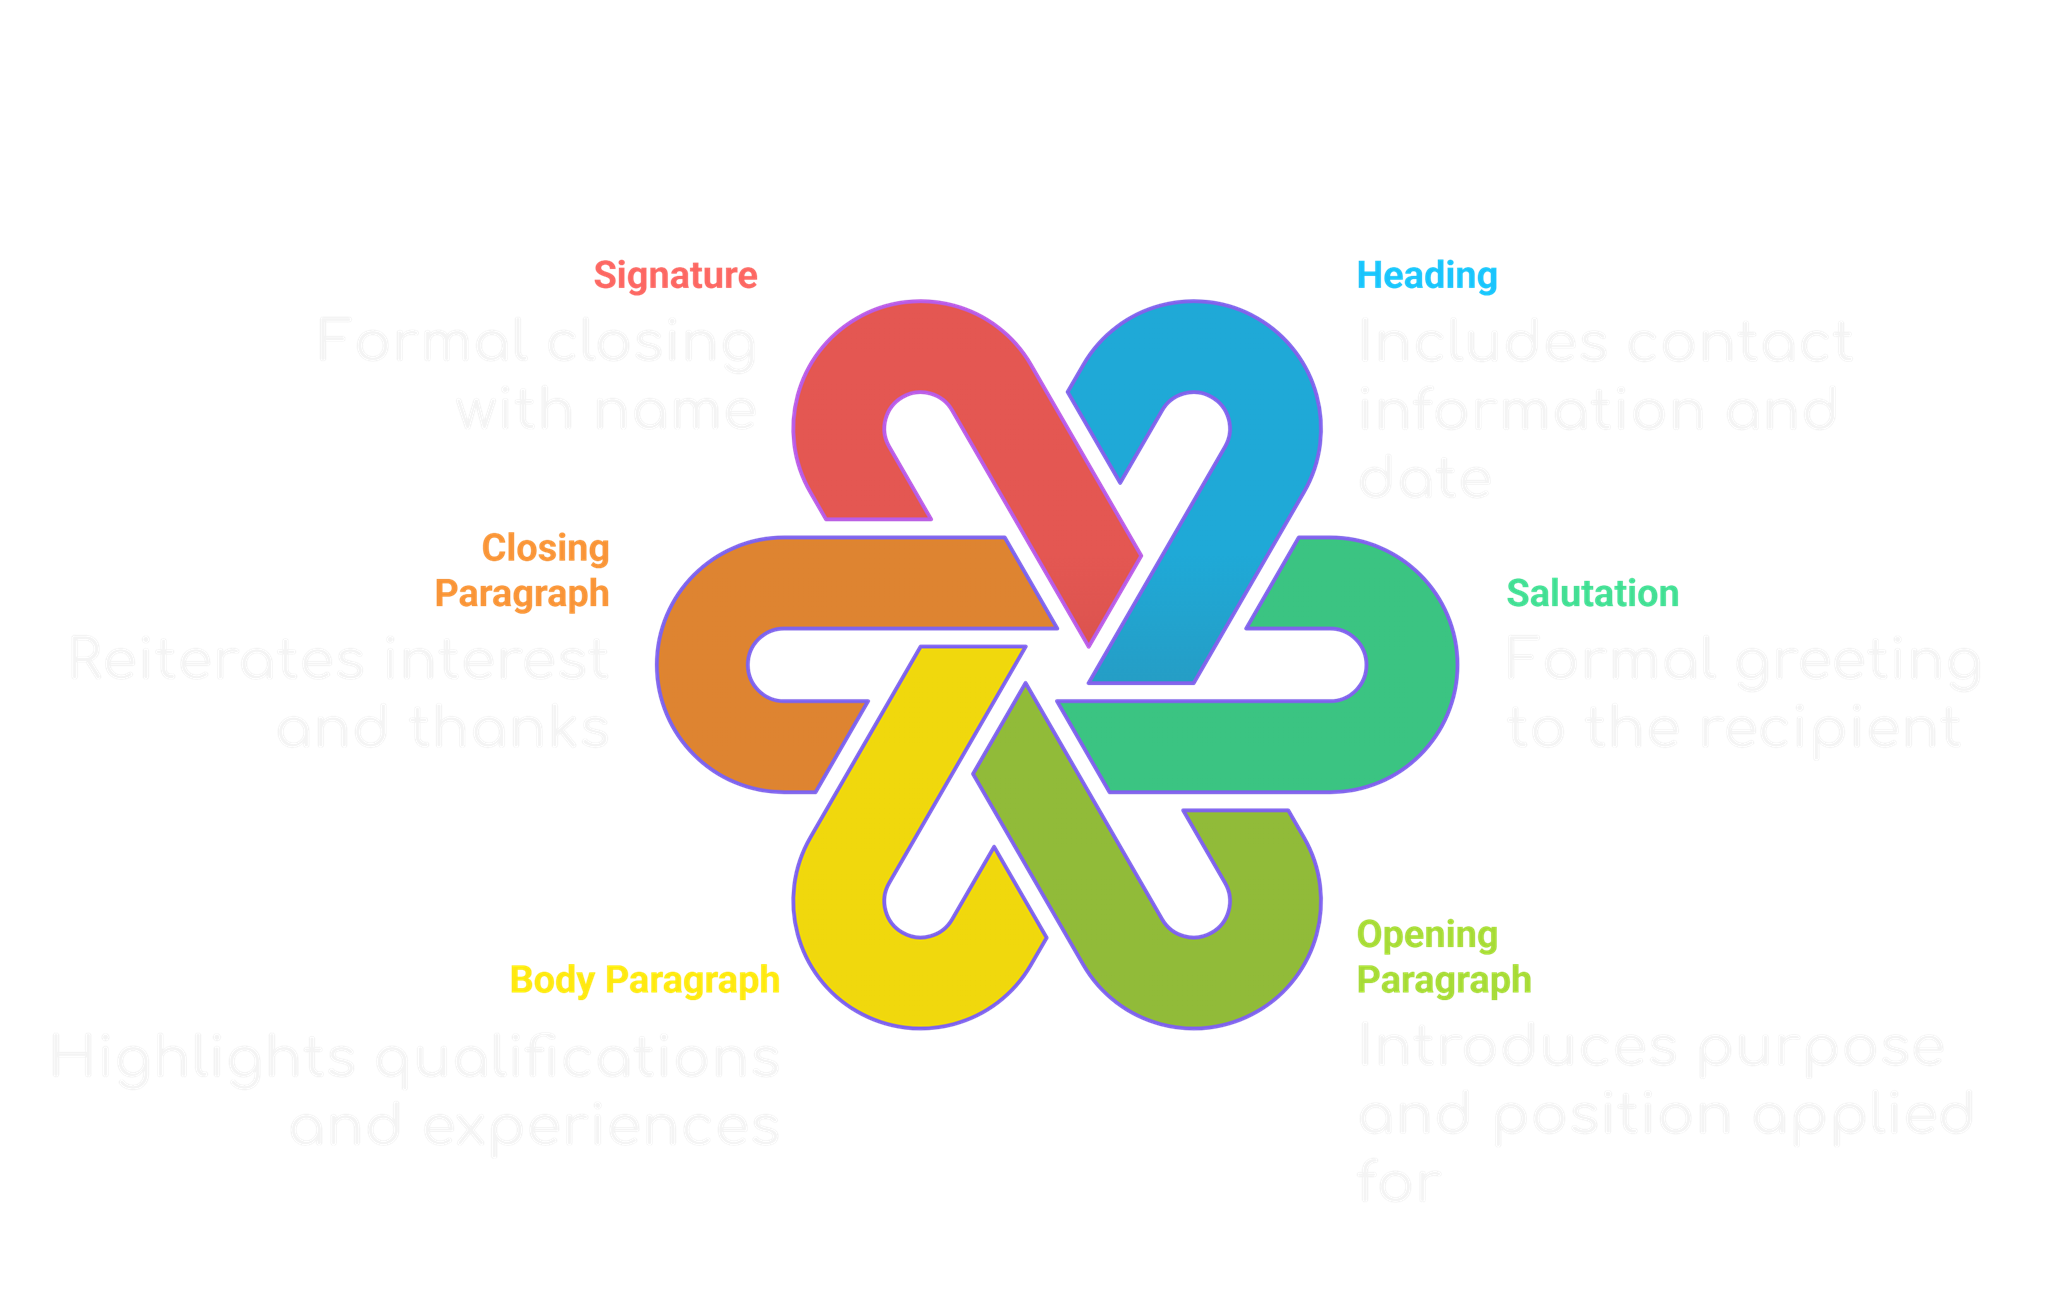 Signature
Formal closing
with name
Heading
Includes contact
information and
date
Closing
Paragraph
Reiterates interest
and thanks
Salutation
Formal greeting
to the recipient
Body Paragraph
Highlights qualifications
and experiences
Opening
Paragraph
Introduces purpose
and position applied
for